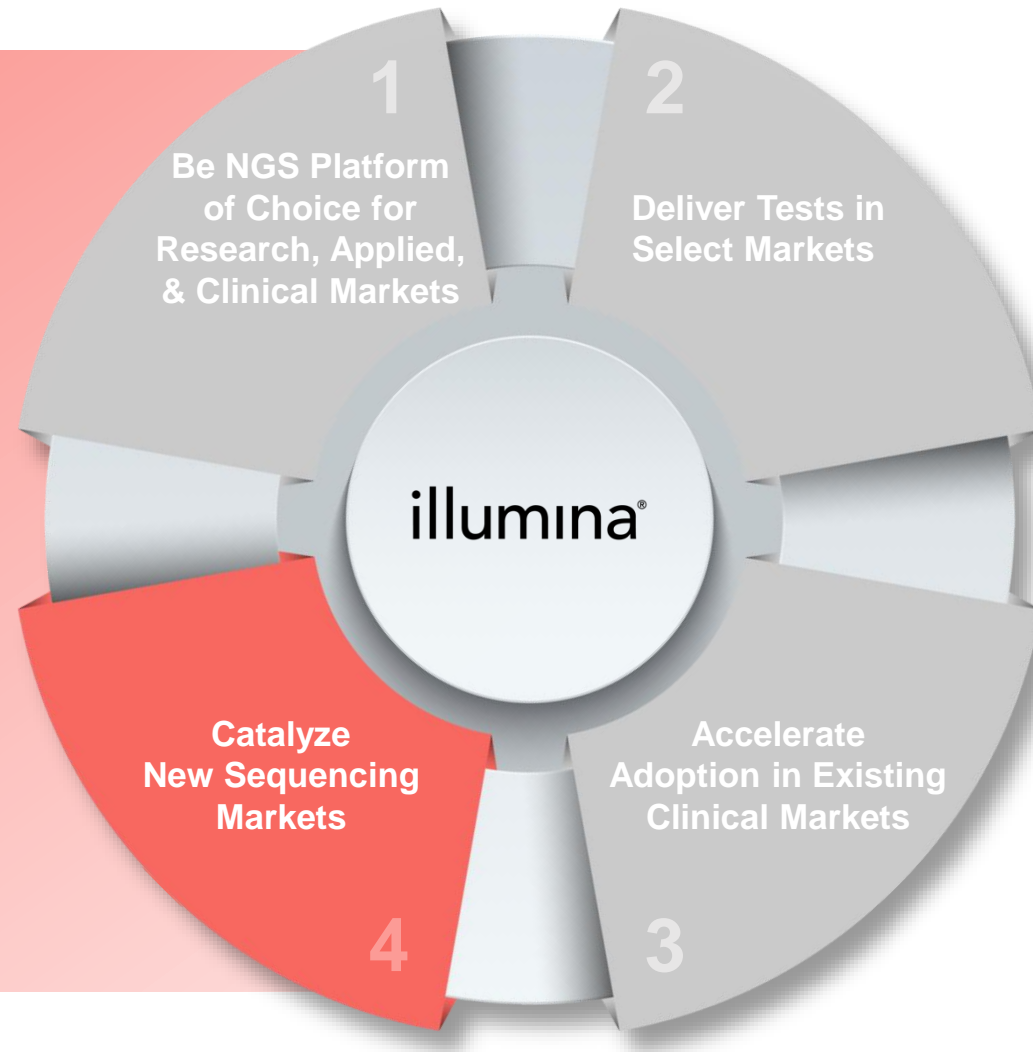 1
Be NGS Platform
of Choice for
Research, Applied,
& Clinical Markets
2
Deliver Tests in
Select Markets
illumina®
Catalyze
New Sequencing
Markets
4
Accelerate
Adoption in Existing
Clinical Markets
3